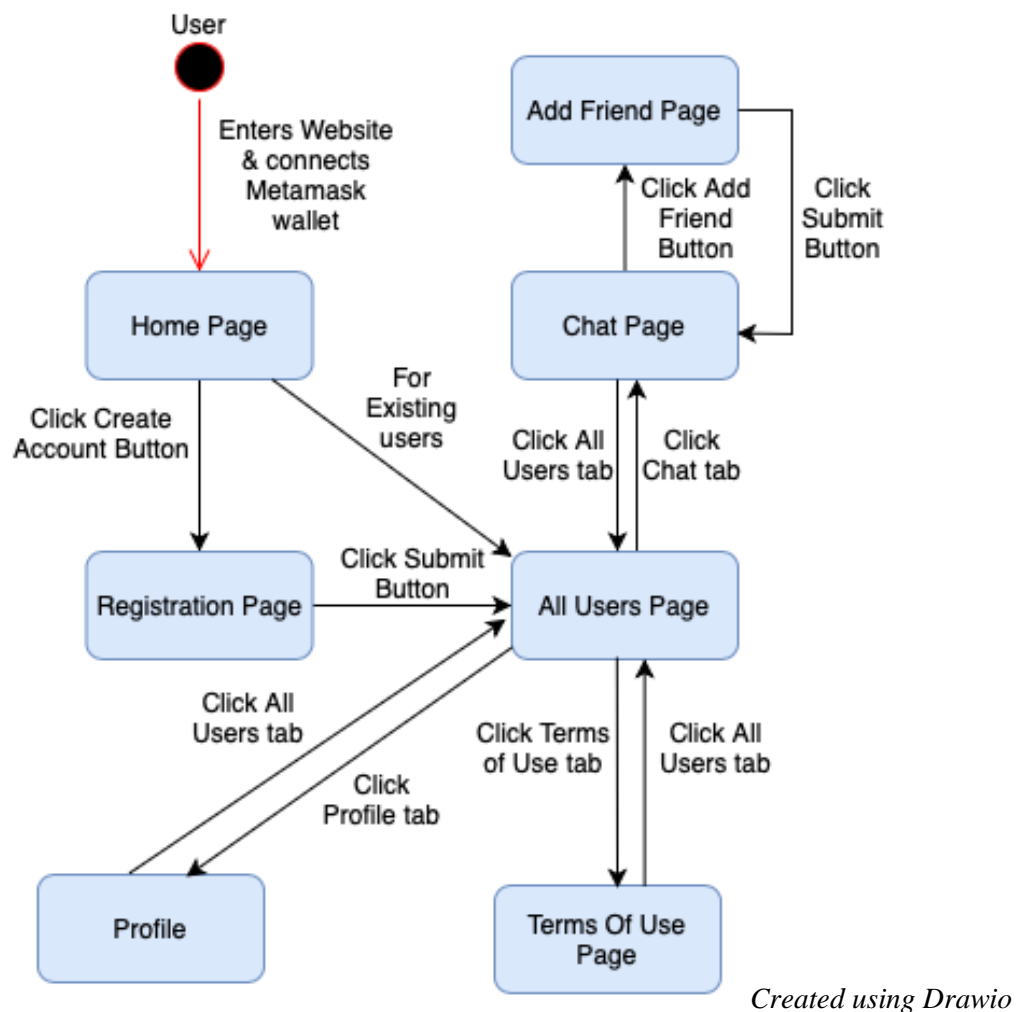 User
Enters Website
& connects
Metamask
wallet
Home Page
Click Create
Account Button
For
Existing
users
Registration Page
Click Submit
Button
Add Friend Page
Click Add
Friend
Button
Click
Submit
Button
Chat Page
Click All
Users tab
Click
Chat tab
All Users Page
Click All
Users tab
Click
Profile tab
Click Terms
of Use tab
Click All
Users tab
Profile
Terms Of Use
Page
Created using Drawio